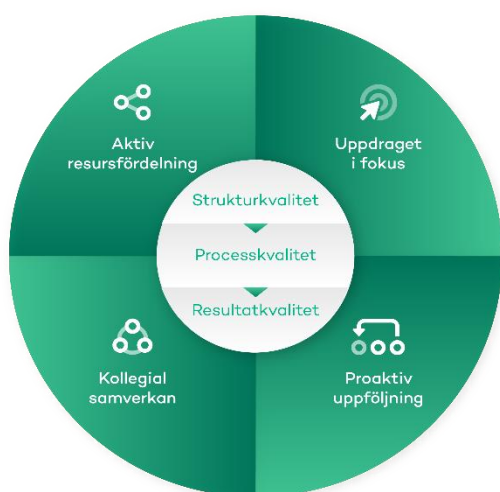 Aktiv
resursfördelning
Uppdraget
i fokus
Strukturkvalitet
Processkvalitet
Resultatkvalitet
Kollegial
samverkan
Proaktiv
uppföljning